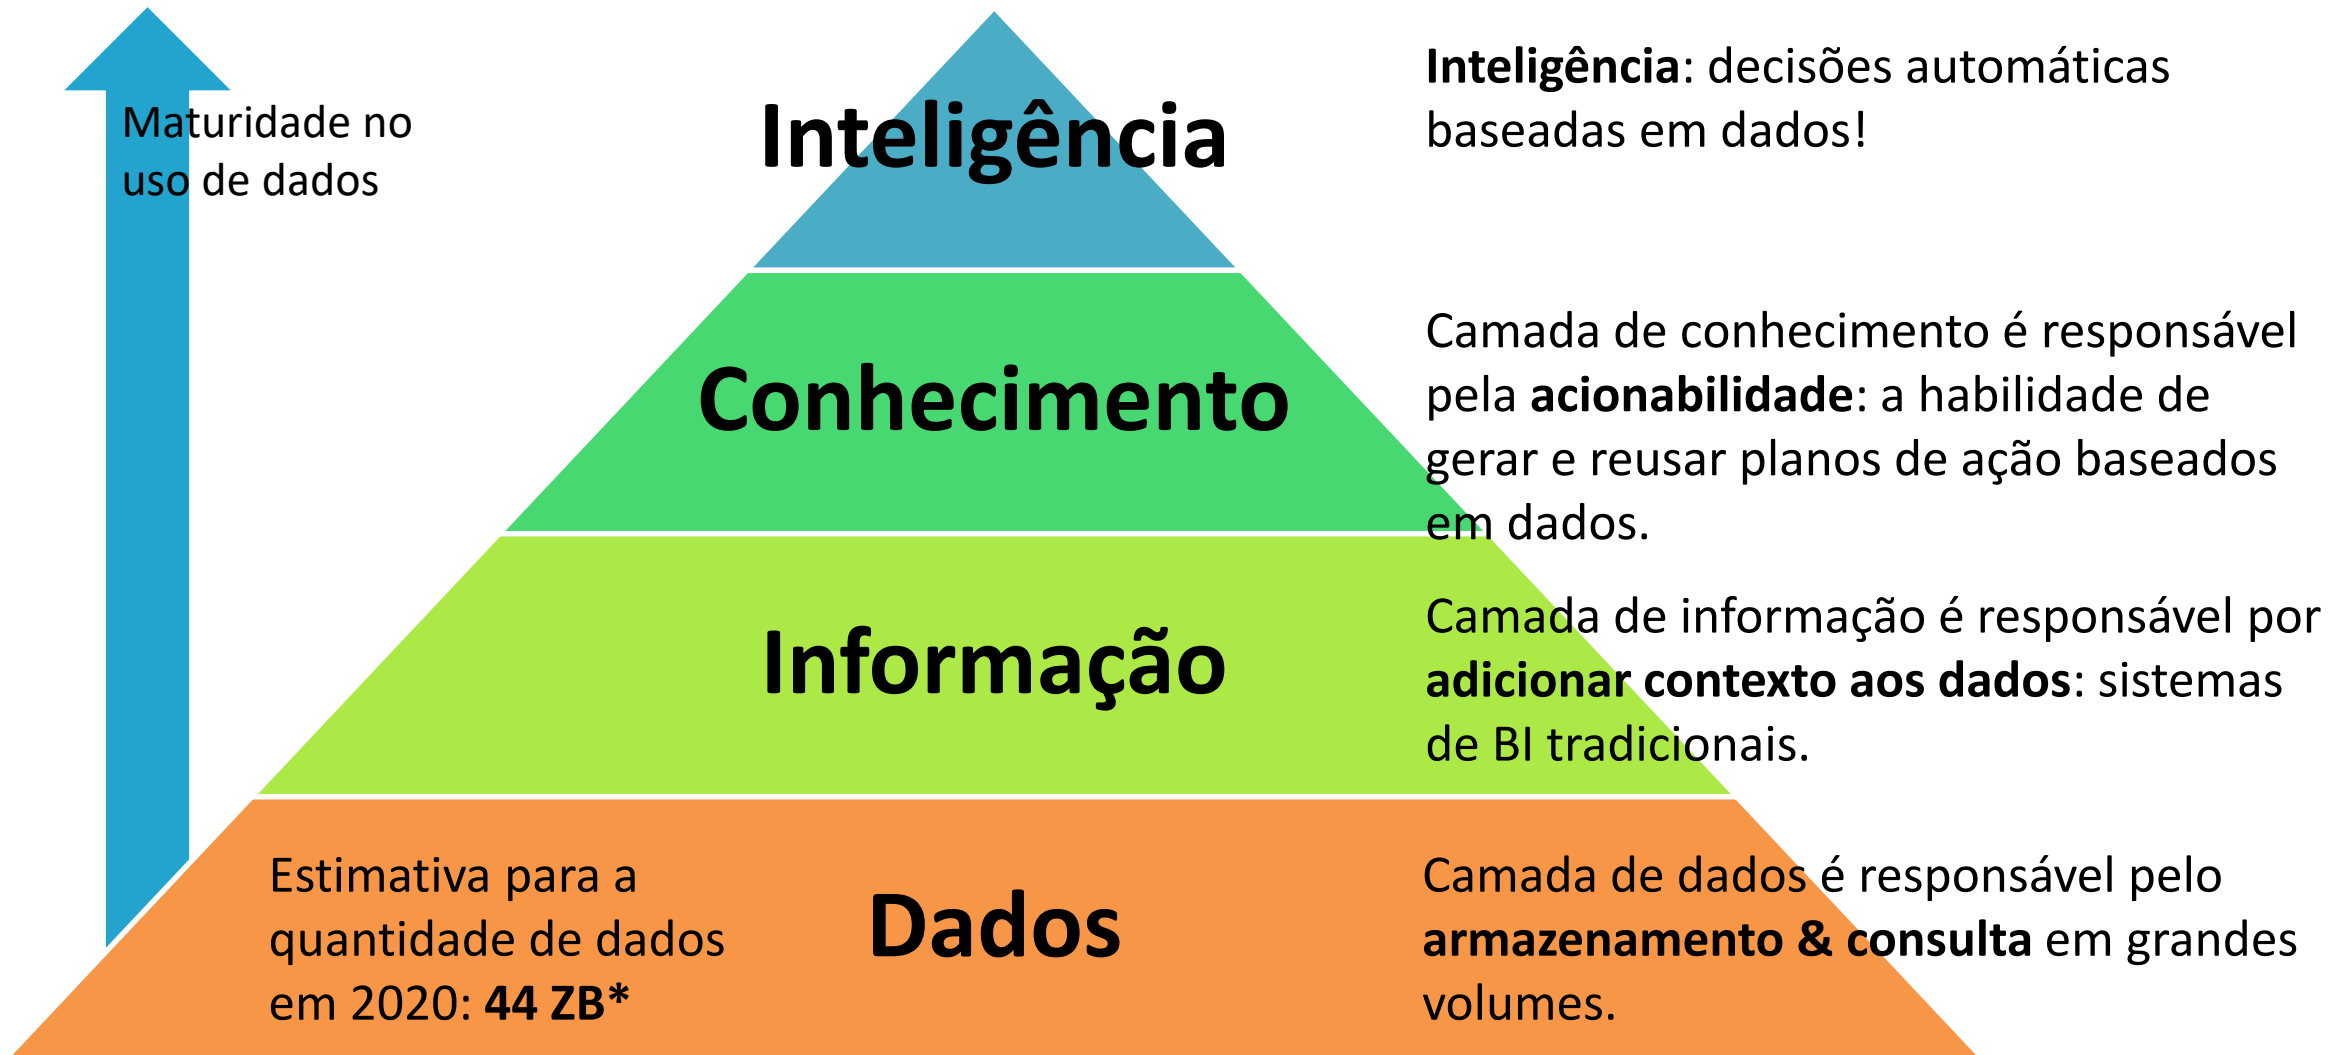 Maturidade no
uso de dados
Inteligência
Inteligência: decisões automáticas
baseadas em dados!
Conhecimento
Camada de conhecimento é responsável
pela acionabilidade: a habilidade de
gerar e reusar planos de ação baseados
em dados.
Informação
Camada de informação é responsável por
adicionar contexto aos dados: sistemas
de BI tradicionais.
Estimativa para a
quantidade de dados
em 2020: 44 ZB*
Dados
Camada de dados é responsável pelo
armazenamento & consulta em grandes
volumes.